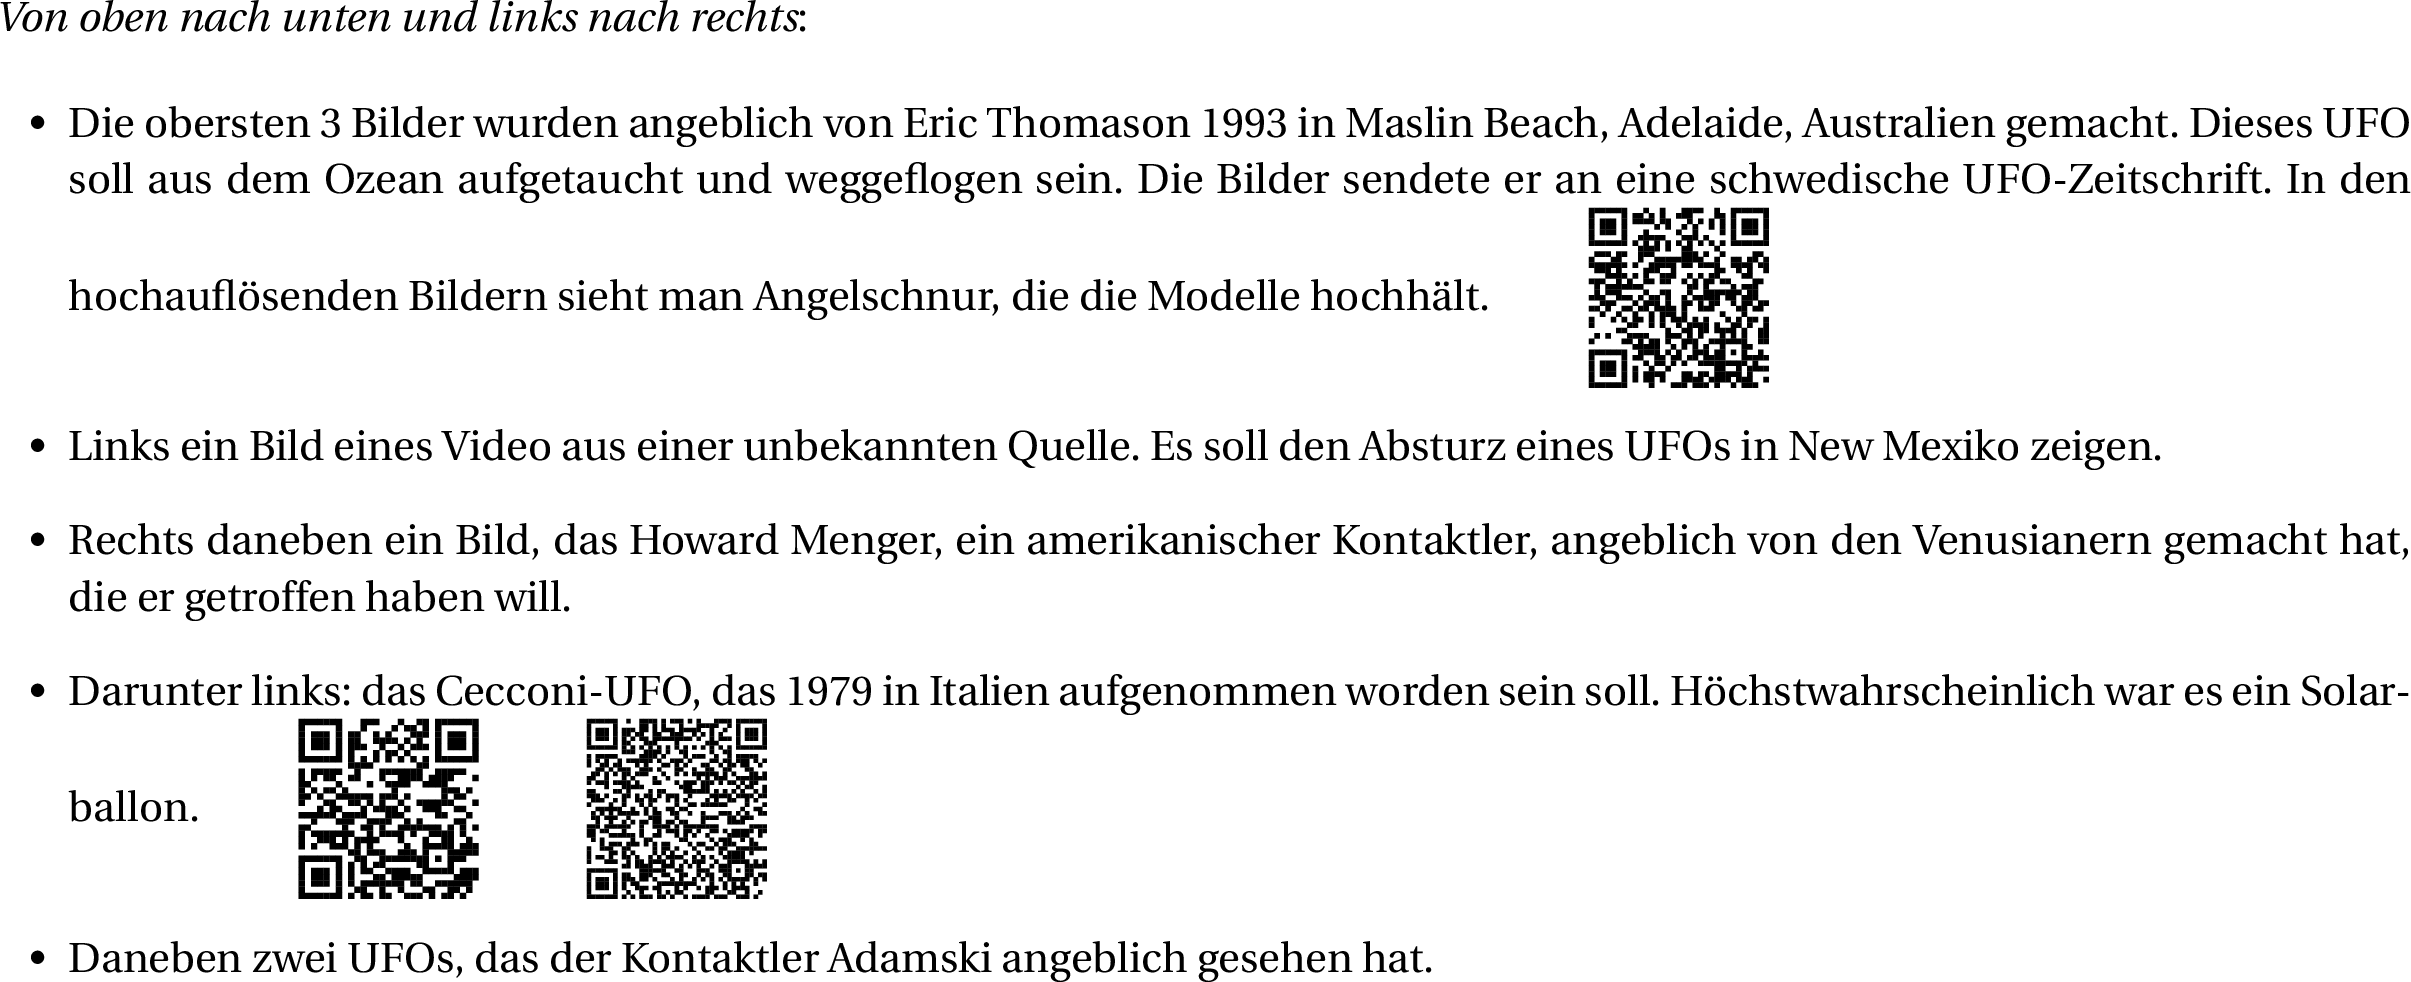 Von oben nach unten und links nach rechts:
• Die obersten 3 Bilder wurden angeblich von Eric Thomason 1993 in Maslin Beach, Adelaide, Australien gemacht. Dieses UFO
soll aus dem Ozean aufgetaucht und weggeflogen sein. Die Bilder sendete er an eine schwedische UFO-Zeitschrift. In den
hochauflösenden Bildern sieht man Angelschnur, die die Modelle hochhält.
• Links ein Bild eines Video aus einer unbekannten Quelle. Es soll den Absturz eines UFOs in New Mexiko zeigen.
• Rechts daneben ein Bild, das Howard Menger, ein amerikanischer Kontaktler, angeblich von den Venusianern gemacht hat,
die er getroffen haben will.
• Darunter links: das Cecconi-UFO, das 1979 in Italien aufgenommen worden sein soll. Höchstwahrscheinlich war es ein Solar-
ballon.
• Daneben zwei UFOs, das der Kontaktler Adamski angeblich gesehen hat.